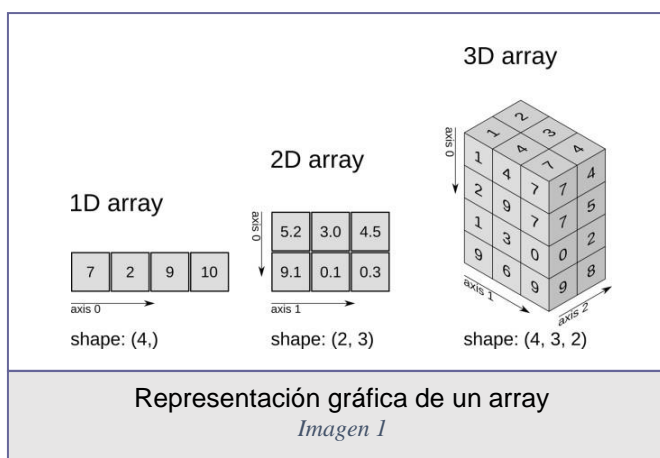 1D array
7 2 9 10
axis 0
shape: (4,)
2D array
axis 0
5.2 3.0 4.5
9.1 0.1 0.3
axis 1
shape: (2, 3)
3D array
axis 0
1 2
4 3
7 4
1 4 7 7 4
2 9 7 7 5
1 3 0 0 2
9 6 9 9 8
axis 1
axis 2
shape: (4, 3, 2)
Representación gráfica de un array
Imagen 1